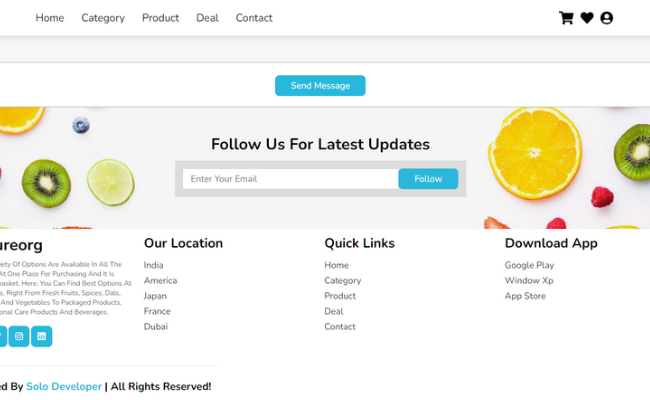 Home Category Product Deal Contact
Send Message
Follow Us For Latest Updates
Enter Your Email Follow
ureorg
iety Of Options Are Available In All The
At One Place For Purchasing And It Is
basket. Here, You Can Find Best Options At
s, Right From Fresh Fruits, Spices, Dals,
And Vegetables To Packaged Products,
onal Care Products And Beverages.
Our Location
India
America
Japan
France
Dubai
Quick Links
Home
Category
Product
Deal
Contact
Download App
Google Play
Window Xp
App Store
ed By Solo Developer | All Rights Reserved!